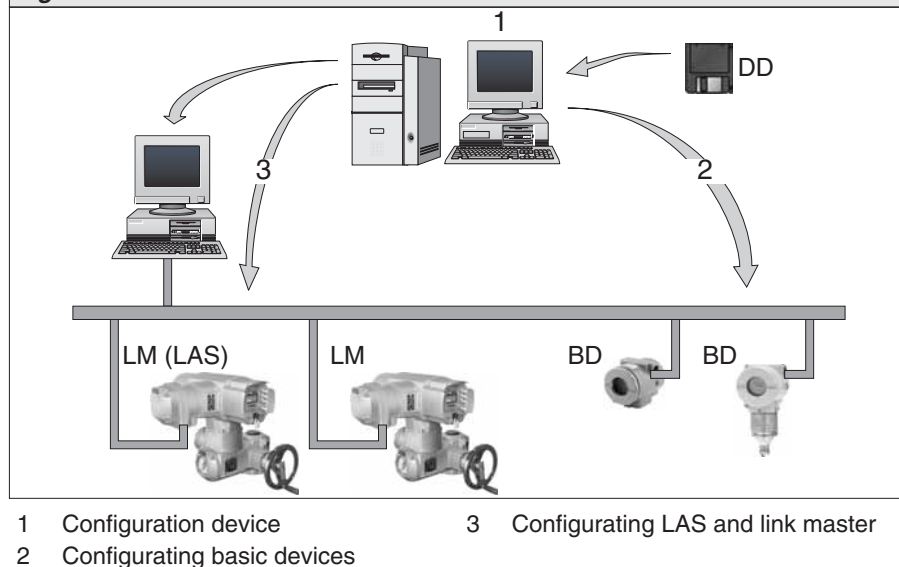 1
DD
3
2
LM (LAS)
LM
BD
BD
1 Configuration device
2 Configurating basic devices
3 Configurating LAS and link master